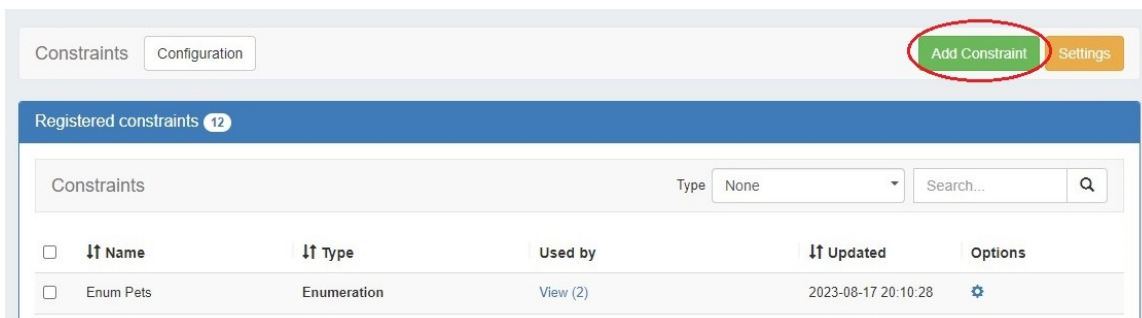 Constraints Configuration Add Constraint Settings
Registered constraints 12
Constraints Type None Search...
Name Type Used by Updated Options
Enum Pets Enumeration View (2) 2023-08-17 20:10:28